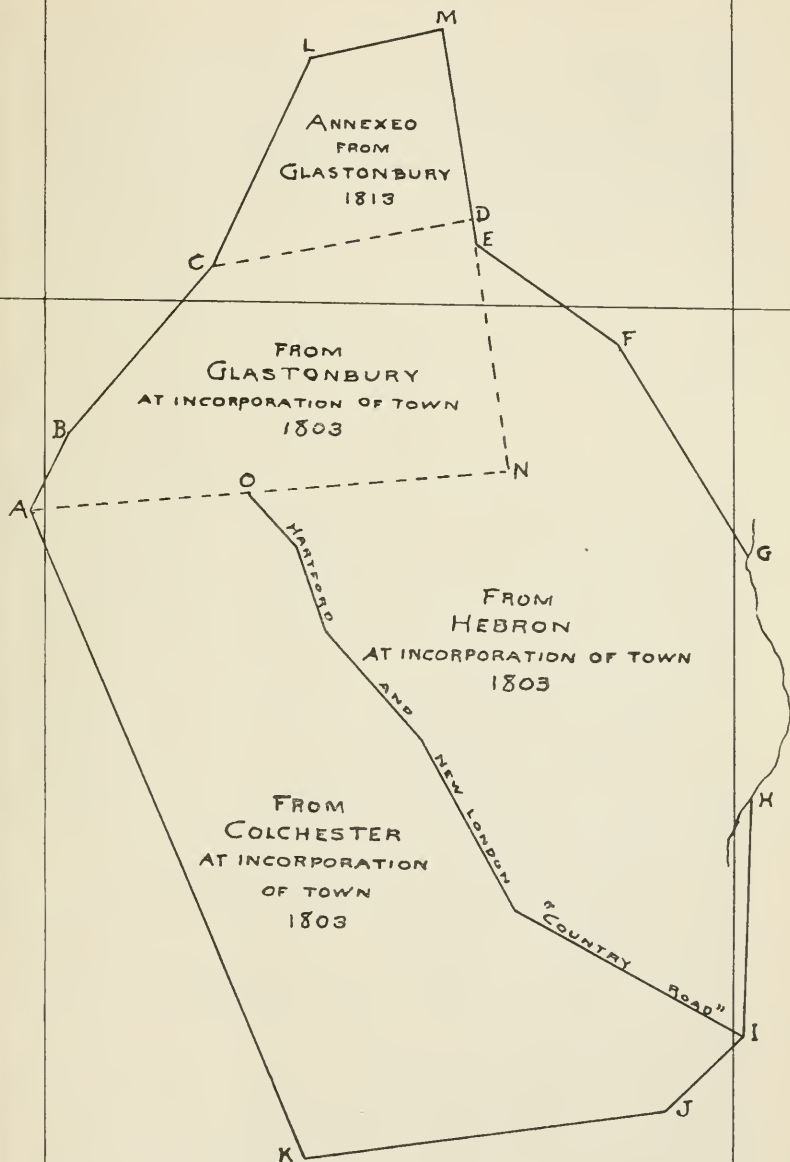 M
L
ANNEXED
FROM
GLASTONBURY
1813
D
E
C
F
FROM
GLASTONBURY
AT INCORPORATION OF TOWN
1803
B
N
O
A
HARTFORD AND NEW LONDON "COUNTRY ROAD"
G
FROM
HEBRON
AT INCORPORATION OF TOWN
1803
H
FROM
COLCHESTER
AT INCORPORATION
OF TOWN
1803
I
J
K